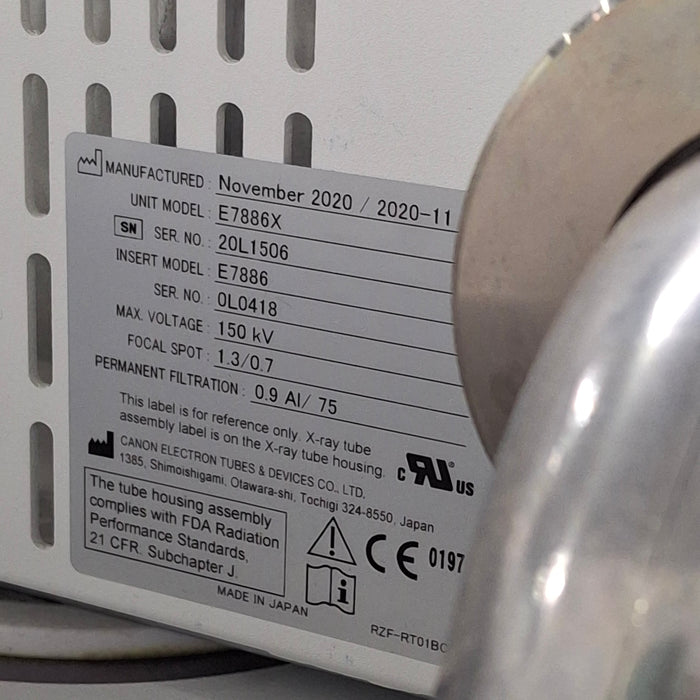 MANUFACTURED : November 2020 / 2020-11
UNIT MODEL : E7886X
SN SER. NO. : 20L1506
INSERT MODEL : E7886
SER. NO. : 0L0418
MAX. VOLTAGE : 150 kV
FOCAL SPOT : 1.3/0.7
PERMANENT FILTRATION : 0.9 Al/ 75
This label is for reference only. X-ray tube
assembly label is on the X-ray tube housing.
CANON ELECTRON TUBES & DEVICES CO., LTD.
1385, Shimoishigami, Otawara-shi, Tochigi 324-8550, Japan
c RU® US
The tube housing assembly
complies with FDA Radiation
Performance Standards,
21 CFR. Subchapter J.
CE 0197
MADE IN JAPAN